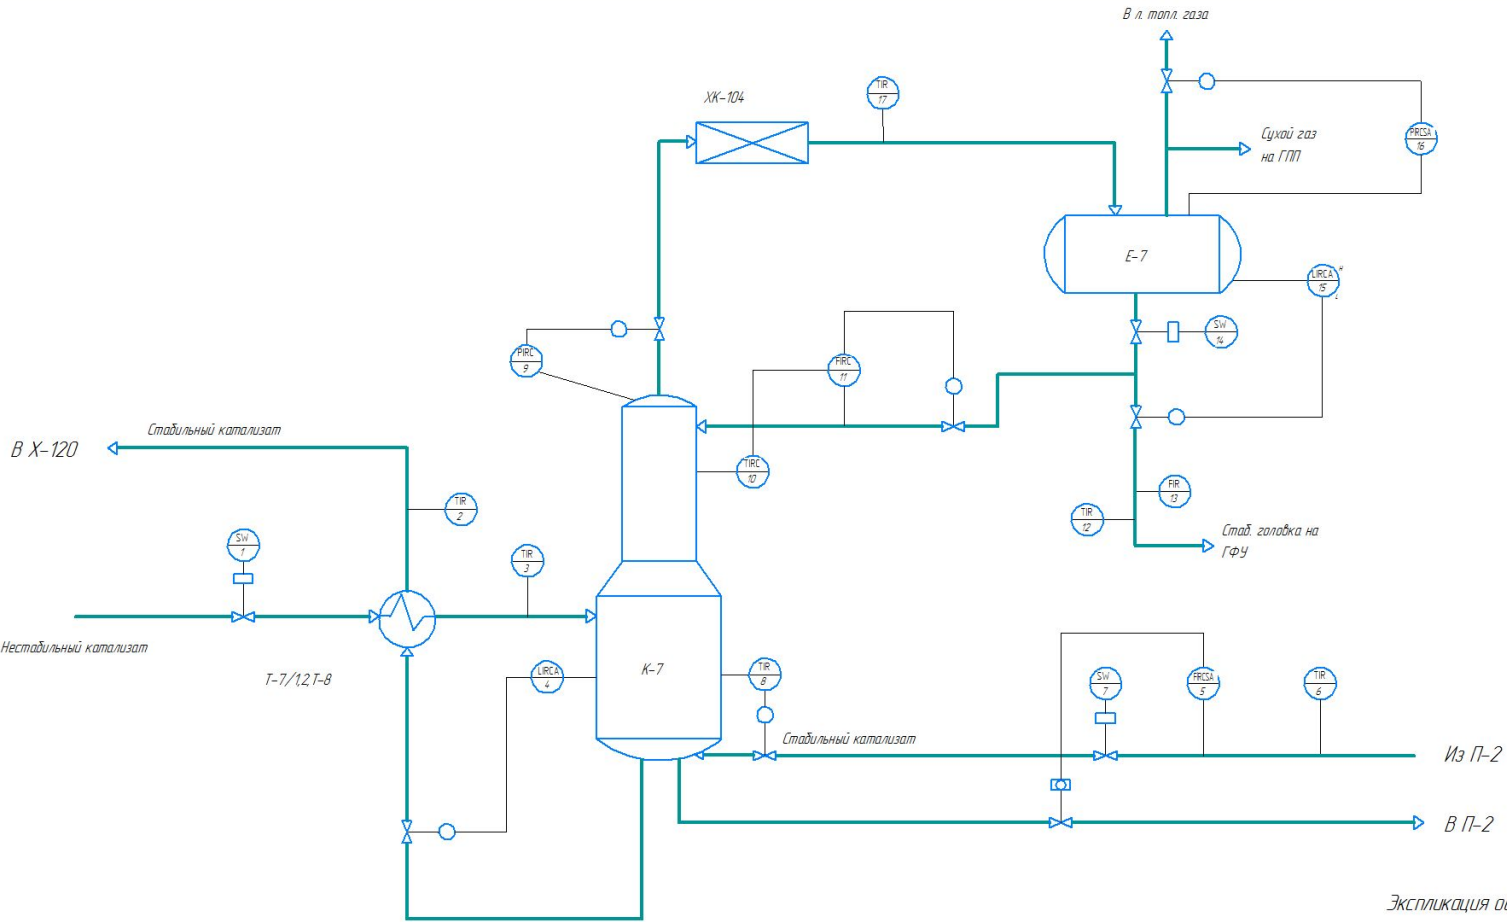 В л. топл. газа
ХК-104
TIR
17
Сухой газ
на ГПП
PRCSA
16
Е-7
LIRCA
15
H
L
SW
14
PIRC
9
FIRC
11
Стабильный катализат
В Х-120
TIRC
10
TIR
2
FIR
13
TIR
12
Стаб. головка на
ГФУ
SW
1
TIR
3
Нестабильный катализат
Т-7/1,2,Т-8
LIRCA
4
К-7
TIR
8
SW
7
FRCSA
5
TIR
6
Стабильный катализат
Из П-2
В П-2
Экспликация